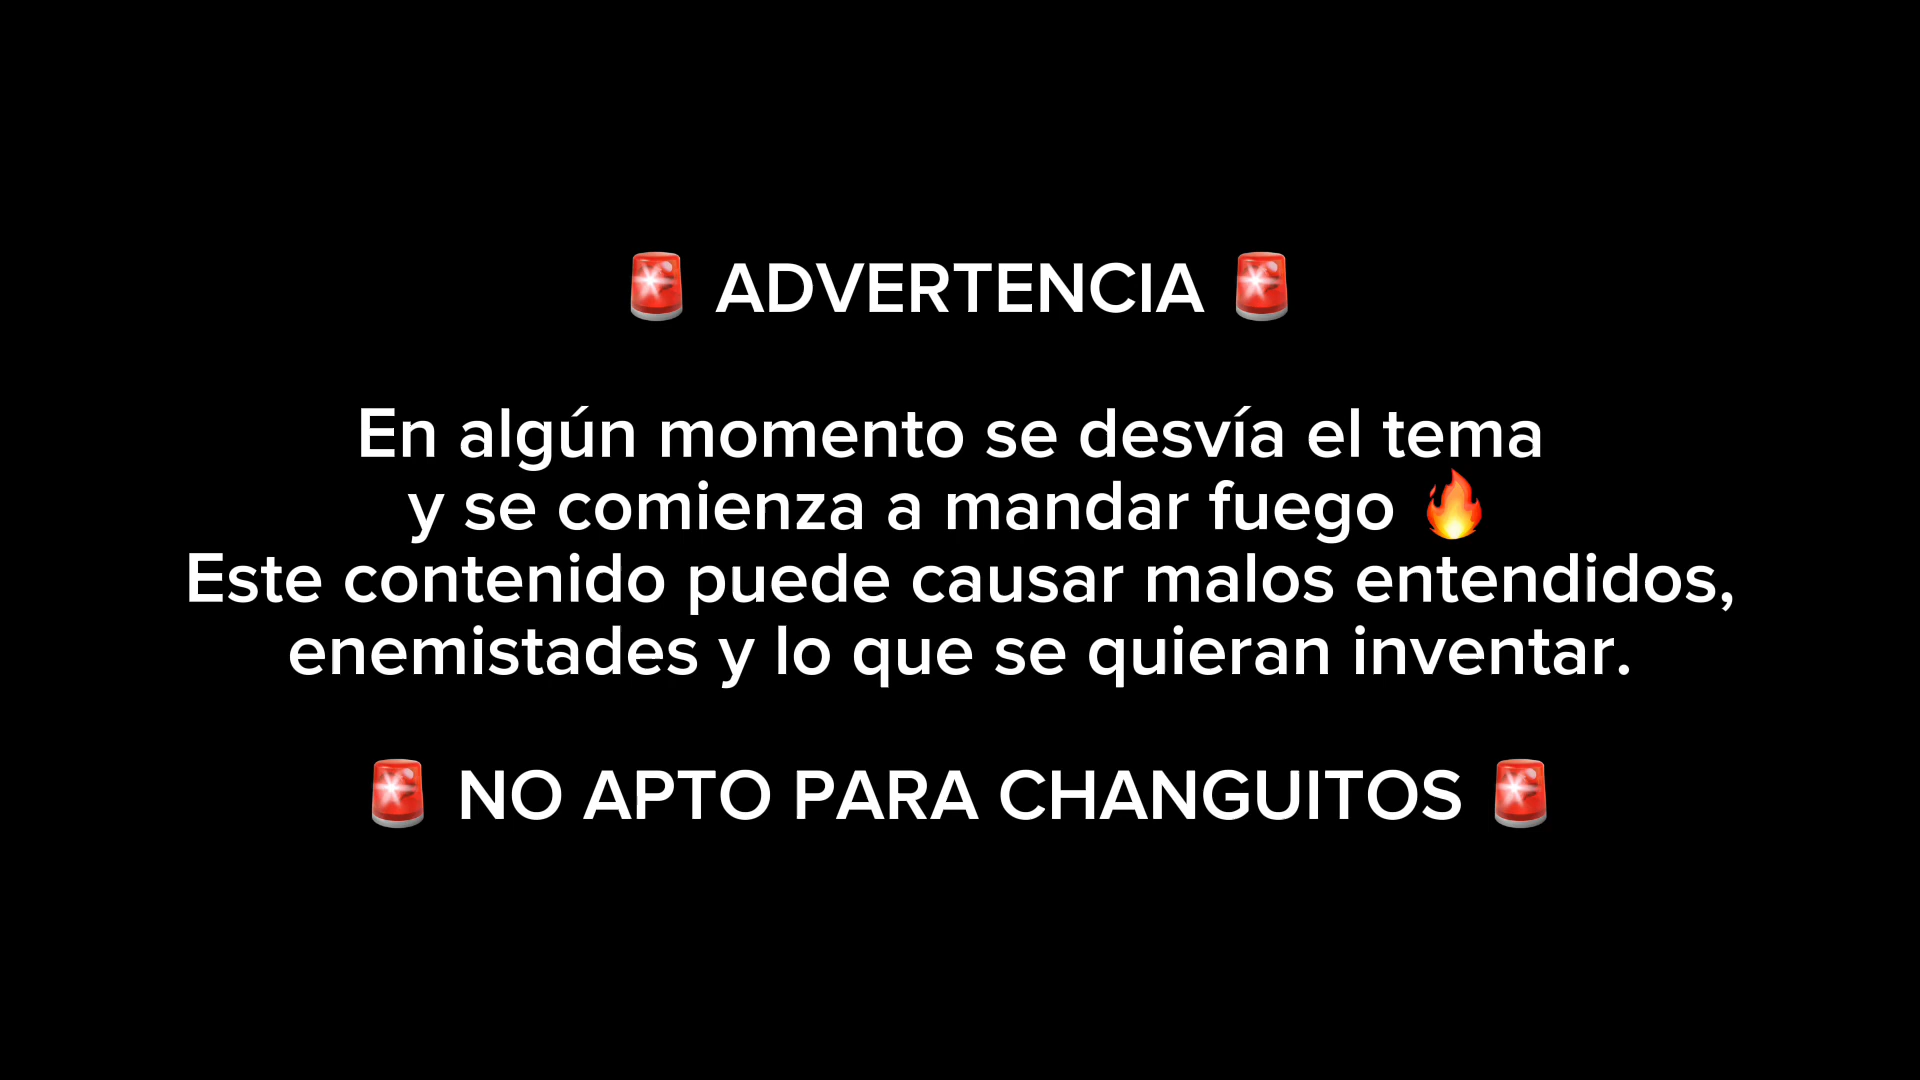 🚨 ADVERTENCIA 🚨
En algún momento se desvía el tema
y se comienza a mandar fuego 🔥
Este contenido puede causar malos entendidos,
enemistades y lo que se quieran inventar.
🚨 NO APTO PARA CHANGUITOS 🚨